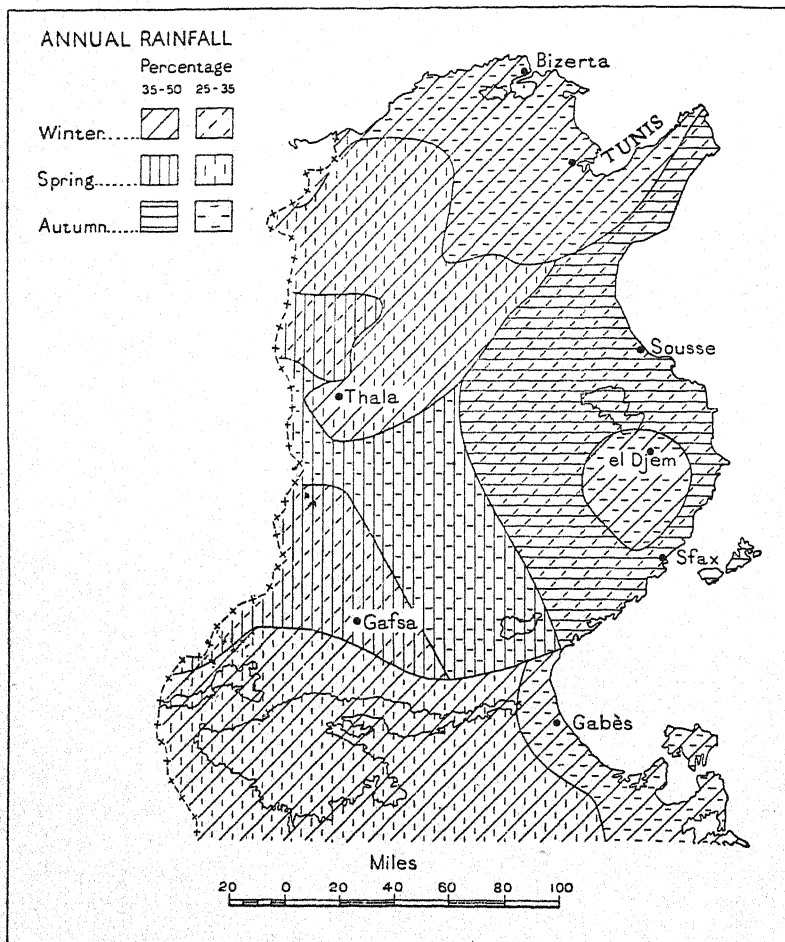 ANNUAL RAINFALL
Percentage
35-50 25-35
Winter......
Spring......
Autumn.....
Bizerta
TUNIS
Sousse
Thala
el Djem
Sfax
Gafsa
Gabès
Miles
20 0 20 40 60 80 100